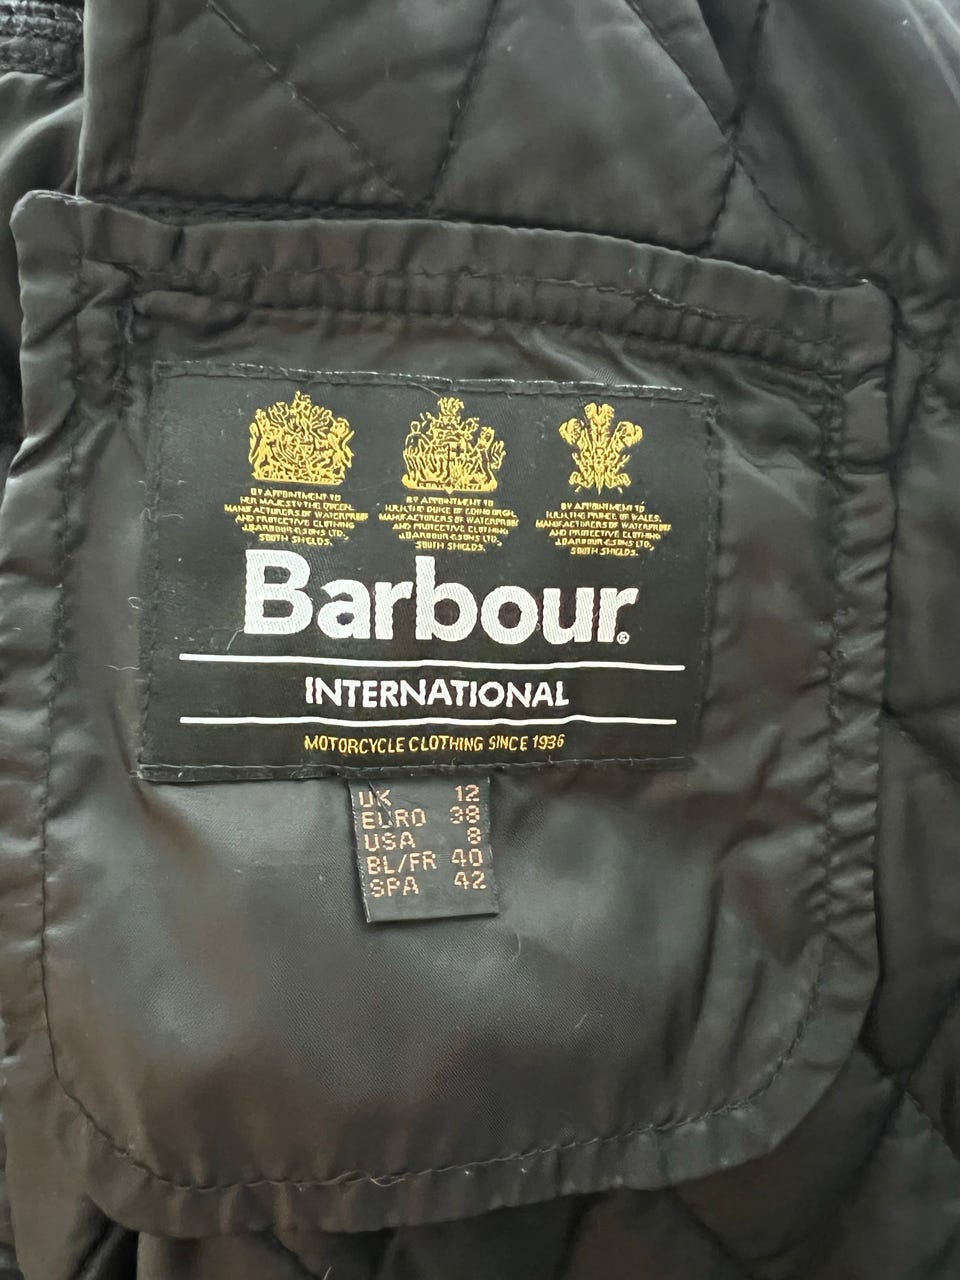 BY APPOINTMENT TO
HER MAJESTY THE QUEEN.
MANUFACTURERS OF WATERPROOF
AND PROTECTIVE CLOTHING
J.BARBOUR & SONS LTD,
SOUTH SHIELDS.
BY APPOINTMENT TO
H.R.H. THE DUKE OF EDINBURGH.
MANUFACTURERS OF WATERPROOF
AND PROTECTIVE CLOTHING
J.BARBOUR & SONS LTD,
SOUTH SHIELDS.
BY APPOINTMENT TO
H.R.H. THE PRINCE OF WALES.
MANUFACTURERS OF WATERPROOF
AND PROTECTIVE CLOTHING
J.BARBOUR & SONS LTD,
SOUTH SHIELDS.
Barbour®
INTERNATIONAL
MOTORCYCLE CLOTHING SINCE 1936
UK 12
EURO 38
USA 8
BL/FR 40
SPA 42